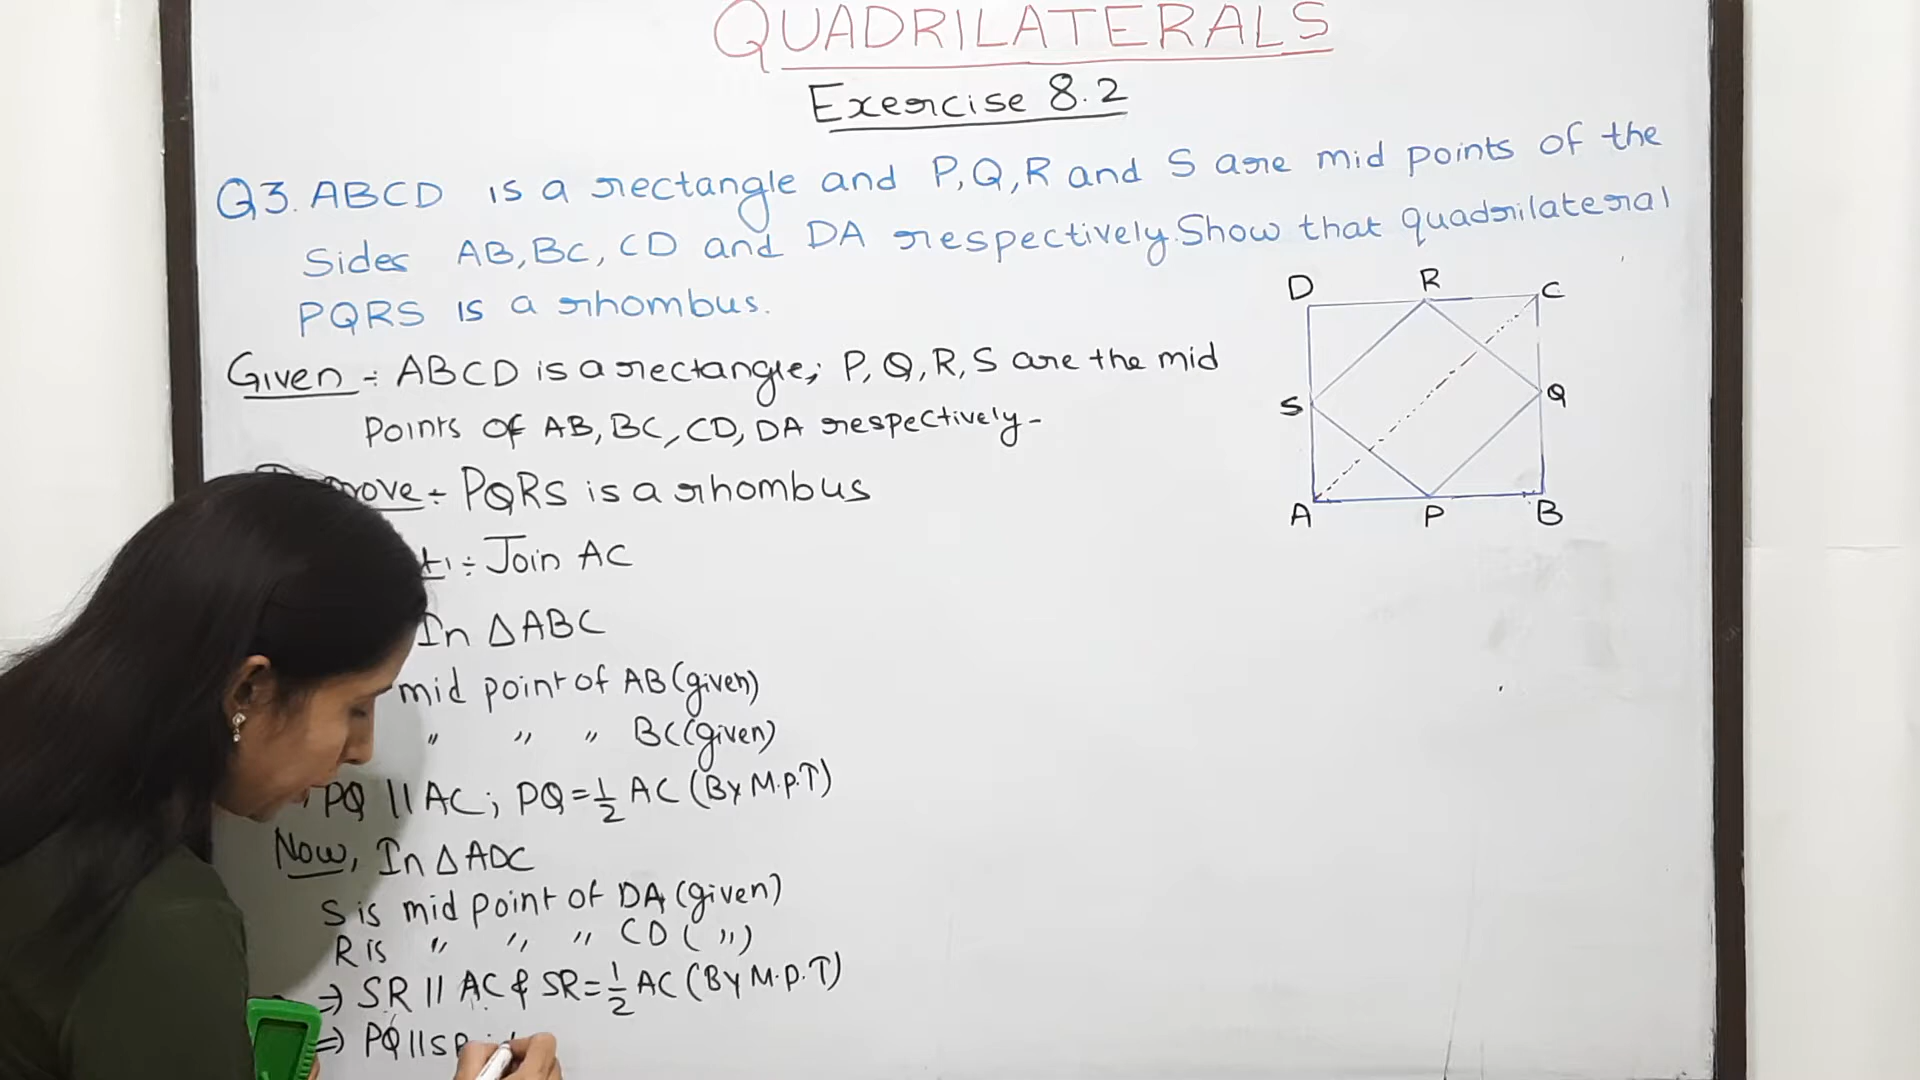 QUADRILATERALS
Exercise 8.2
Q3. ABCD is a rectangle and P, Q, R and S are mid points of the
Sides AB, BC, CD and DA respectively. Show that quadrilateral
PQRS is a rhombus.
D R C
S Q
A P B
Given ÷ ABCD is a rectangle; P, Q, R, S are the mid
Points of AB, BC, CD, DA respectively-
÷ PQRS is a rhombus
÷ Join AC
In △ABC
mid point of AB (given)
" " " BC (given)
PQ || AC; PQ = 1/2 AC (By M.P.T)
Now, In △ADC
S is mid point of DA (given)
R is " " " CD ( ")
⇒ SR || AC & SR = 1/2 AC (By M.P.T)
⇒ PQ || SR